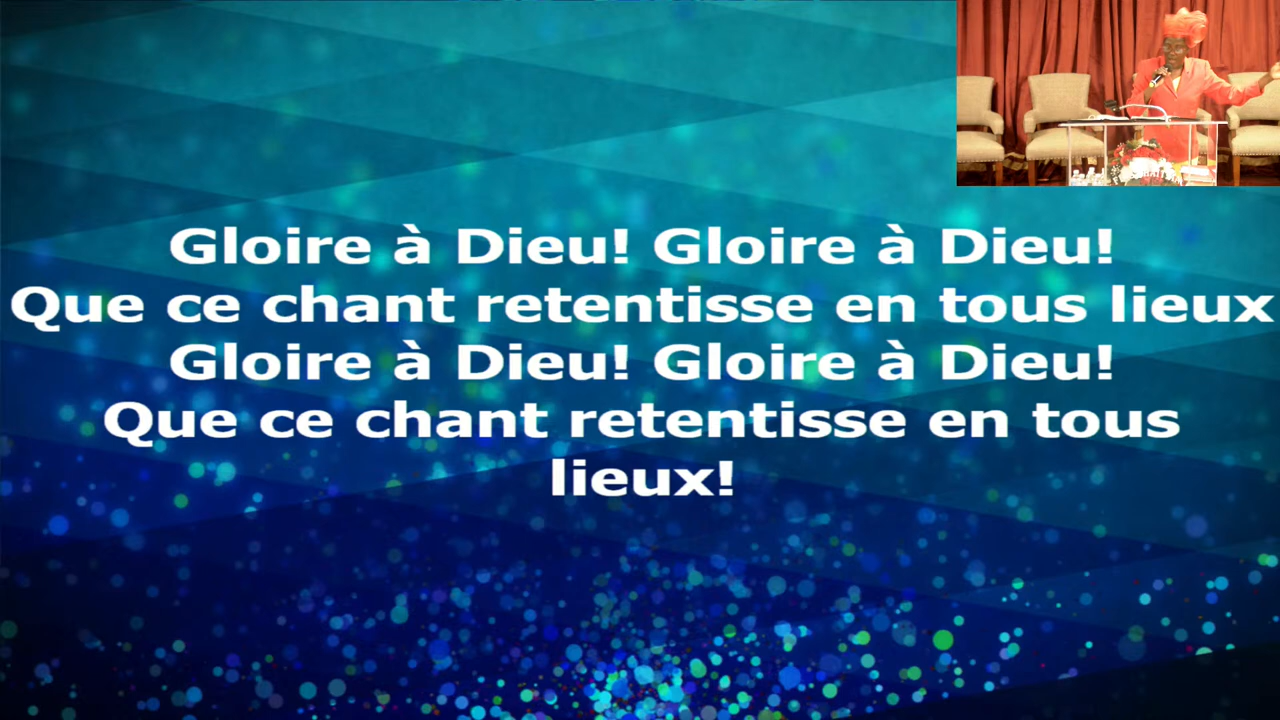 Gloire à Dieu! Gloire à Dieu!
Que ce chant retentisse en tous lieux
Gloire à Dieu! Gloire à Dieu!
Que ce chant retentisse en tous
lieux!